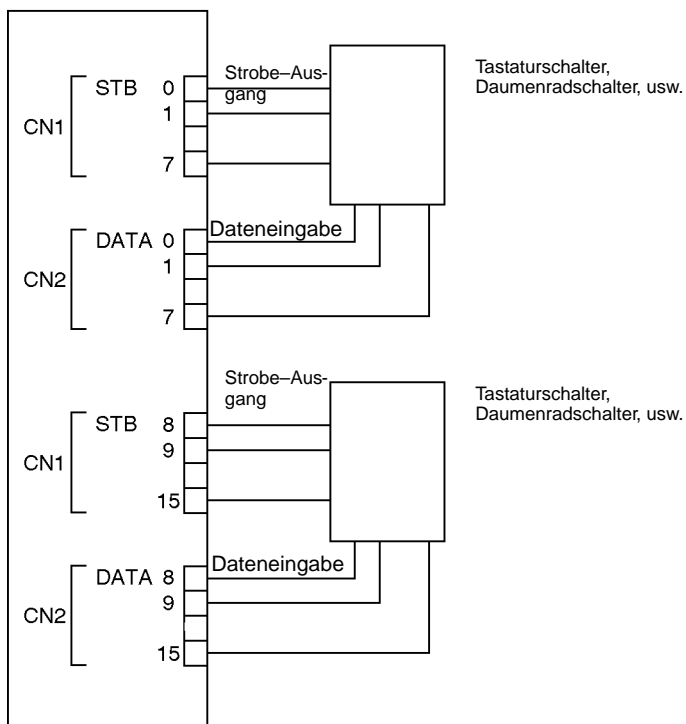 STB 0
1
7
CN1
Strobe–Aus-
gang
Tastaturschalter,
Daumenradschalter, usw.
DATA 0
1
7
CN2
Dateneingabe
STB 8
9
15
CN1
Strobe–Aus-
gang
Tastaturschalter,
Daumenradschalter, usw.
DATA 8
9
15
CN2
Dateneingabe